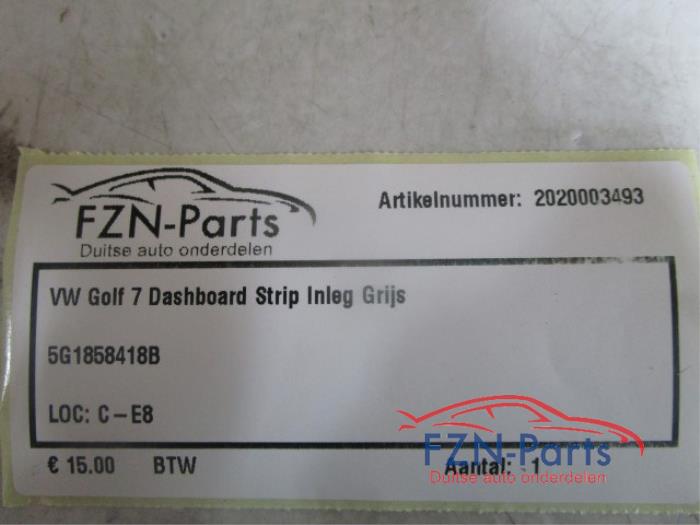 FZN-Parts
Duitse auto onderdelen
Artikelnummer: 2020003493
VW Golf 7 Dashboard Strip Inleg Grijs
5G1858418B
LOC: C-E8
€ 15.00 BTW
Aantal: 1
FZN-Parts
Duitse auto onderdelen